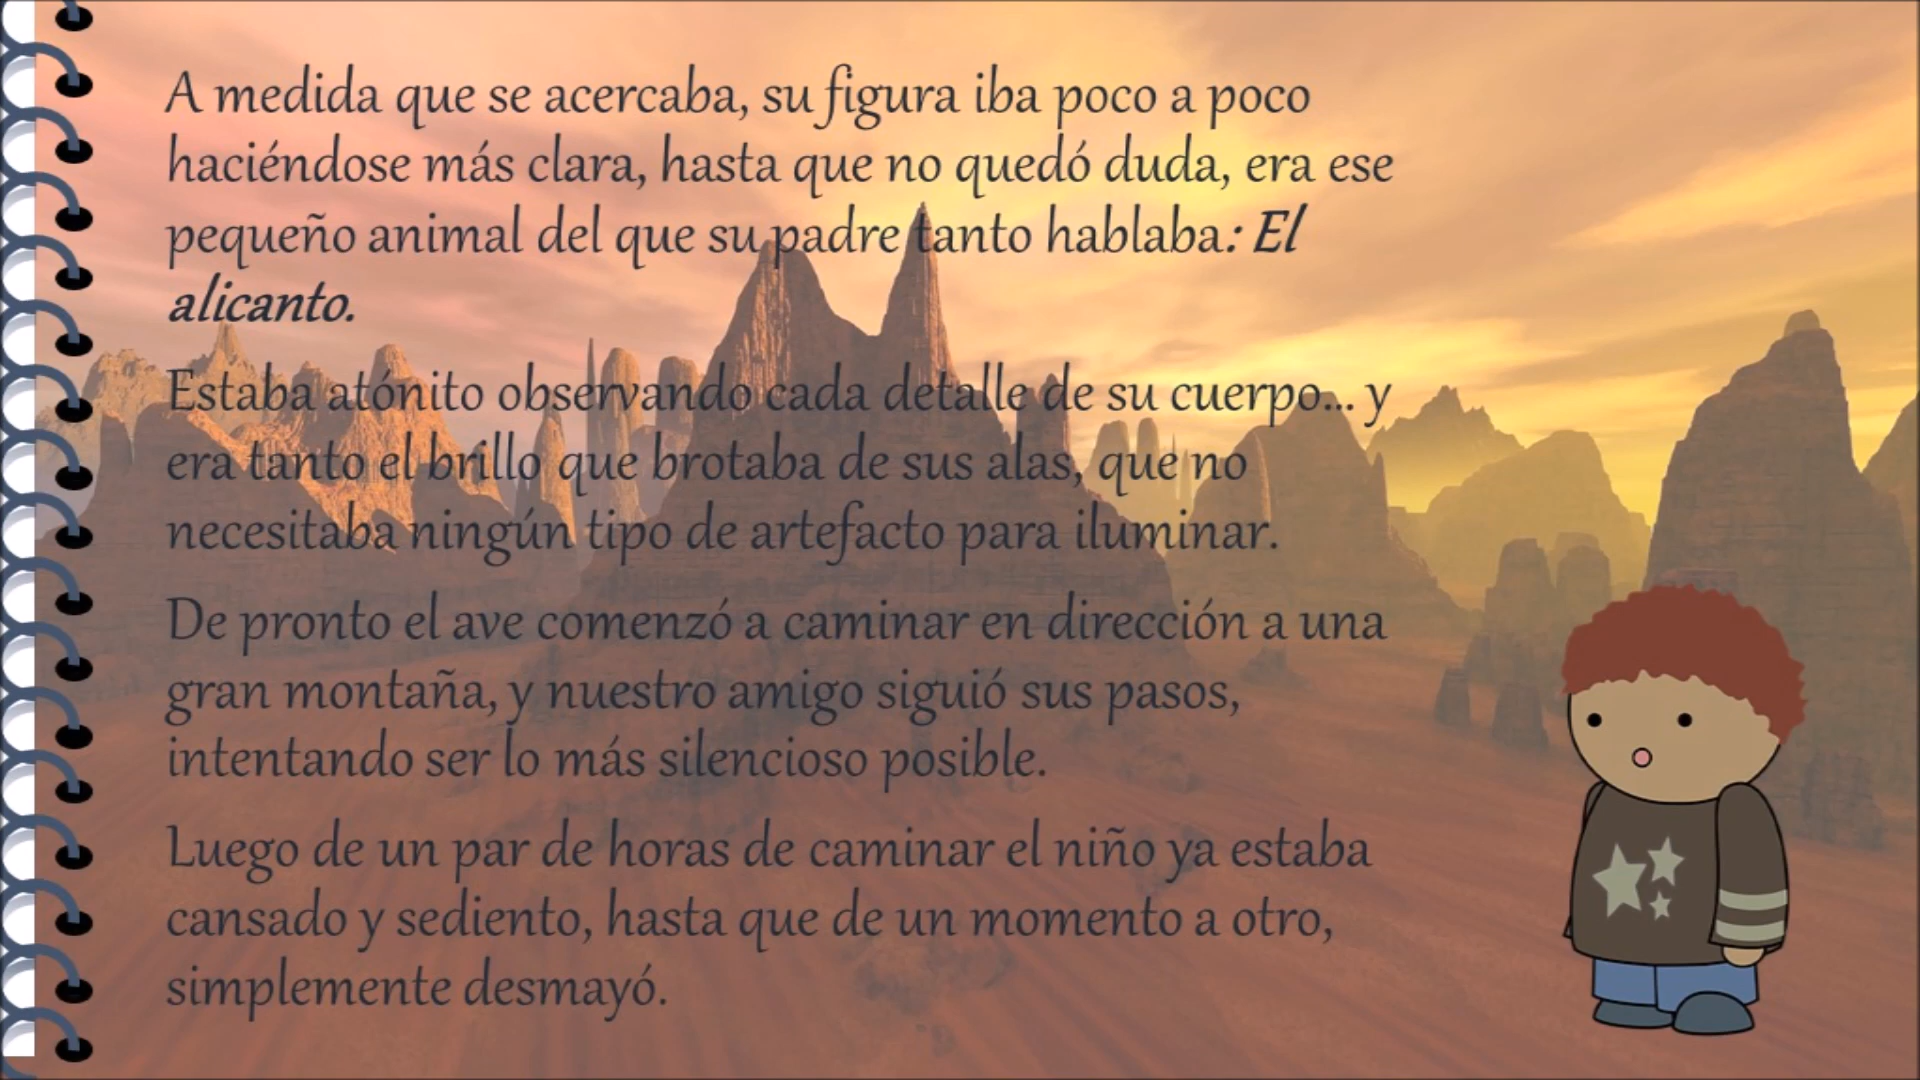 A medida que se acercaba, su figura iba poco a poco
haciéndose más clara, hasta que no quedó duda, era ese
pequeño animal del que su padre tanto hablaba: El
alicanto.
Estaba atónito observando cada detalle de su cuerpo... y
era tanto el brillo que brotaba de sus alas, que no
necesitaba ningún tipo de artefacto para iluminar.
De pronto el ave comenzó a caminar en dirección a una
gran montaña, y nuestro amigo siguió sus pasos,
intentando ser lo más silencioso posible.
Luego de un par de horas de caminar el niño ya estaba
cansado y sediento, hasta que de un momento a otro,
simplemente desmayó.